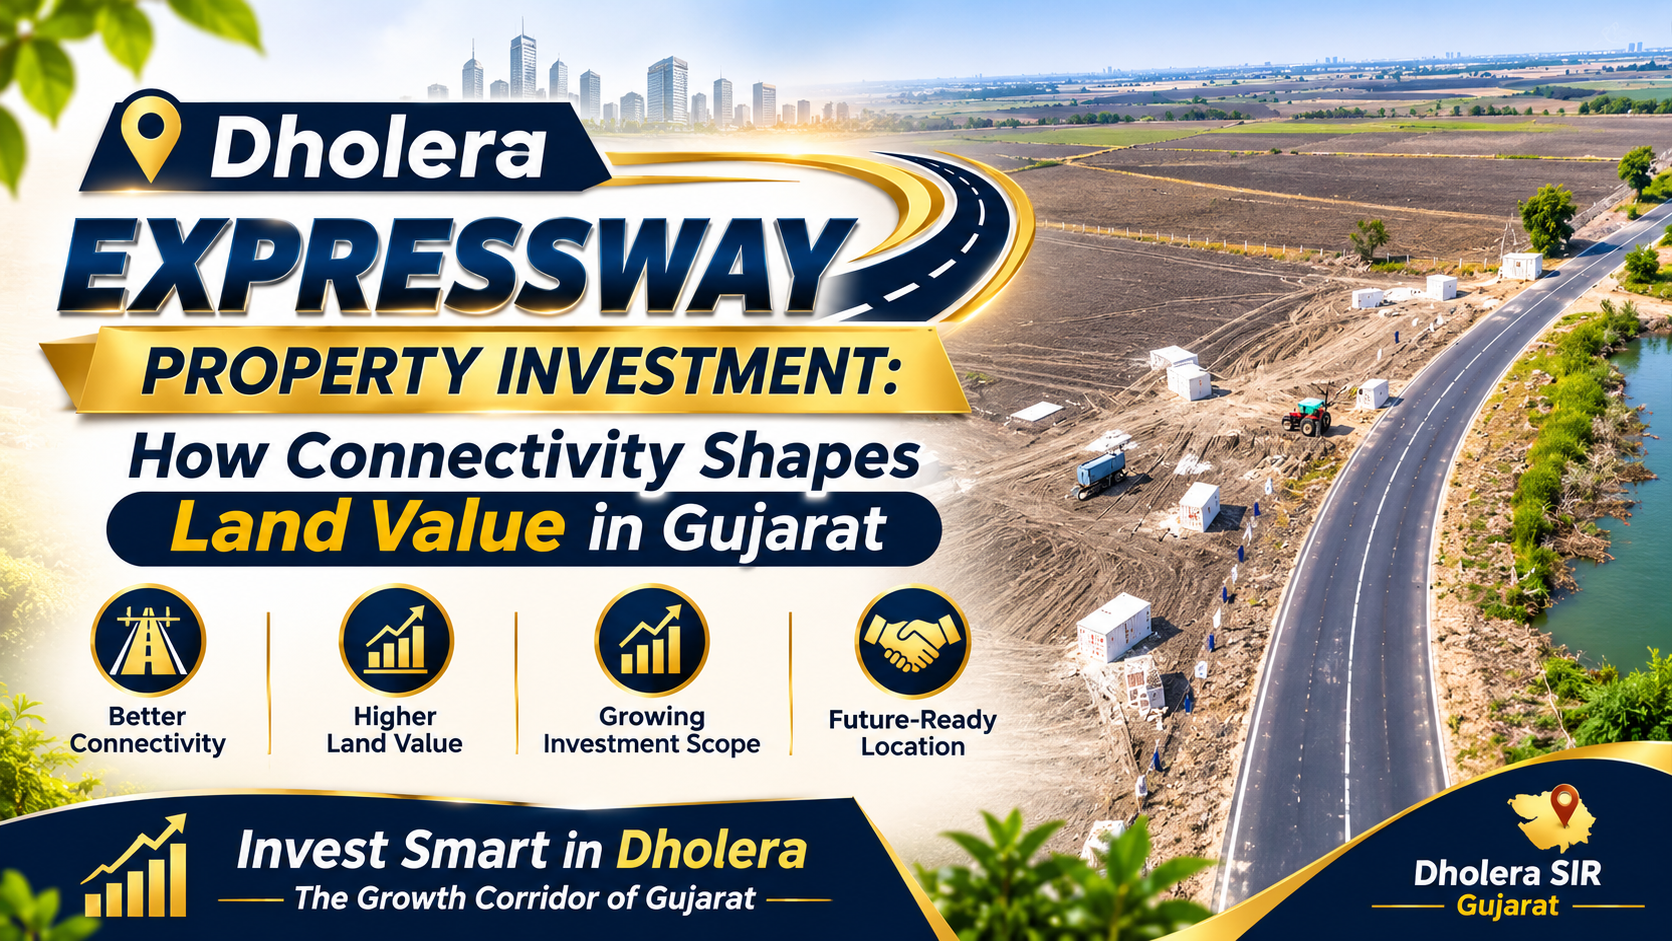 Dholera
EXPRESSWAY
PROPERTY INVESTMENT:
How Connectivity Shapes
Land Value in Gujarat
Better
Connectivity
Higher
Land Value
Growing
Investment Scope
Future-Ready
Location
Invest Smart in Dholera
The Growth Corridor of Gujarat
Dholera SIR
Gujarat